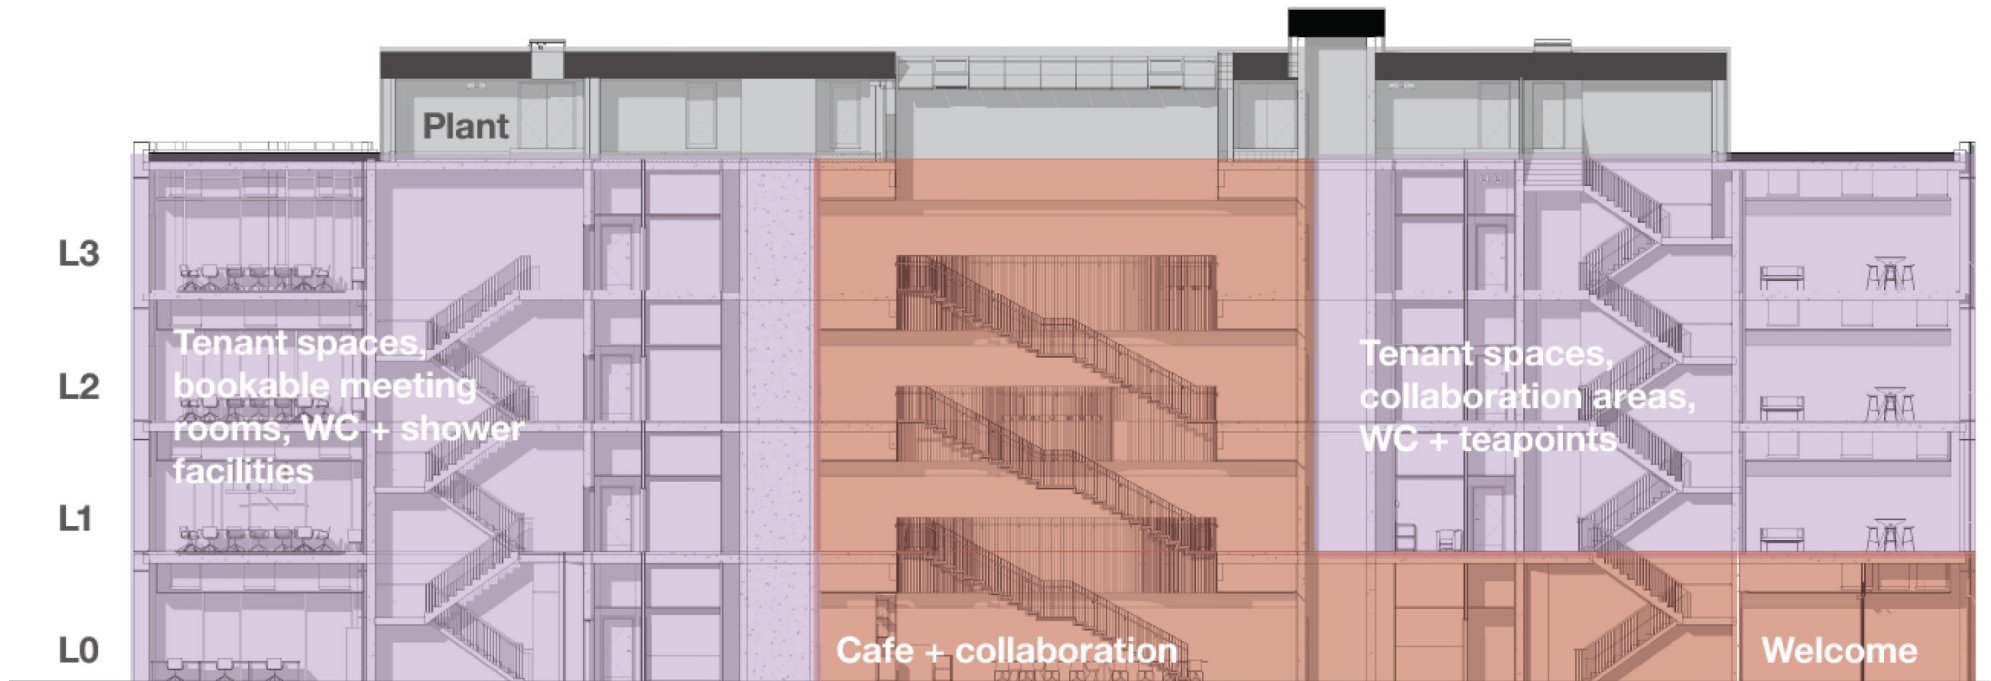 Plant
L3
L2
L1
L0
Tenant spaces,
bookable meeting
rooms, WC + shower
facilities
Tenant spaces,
collaboration areas,
WC + teapoints
Cafe + collaboration
Welcome